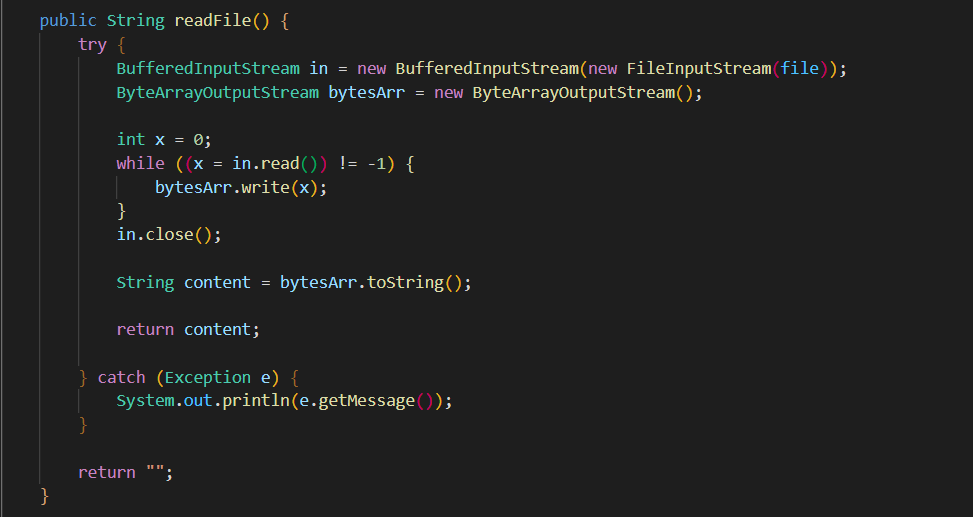 public String readFile() {
    try {
        BufferedInputStream in = new BufferedInputStream(new FileInputStream(file));
        ByteArrayOutputStream bytesArr = new ByteArrayOutputStream();

        int x = 0;
        while ((x = in.read()) != -1) {
            bytesArr.write(x);
        }
        in.close();

        String content = bytesArr.toString();

        return content;

    } catch (Exception e) {
        System.out.println(e.getMessage());
    }

    return "";
}